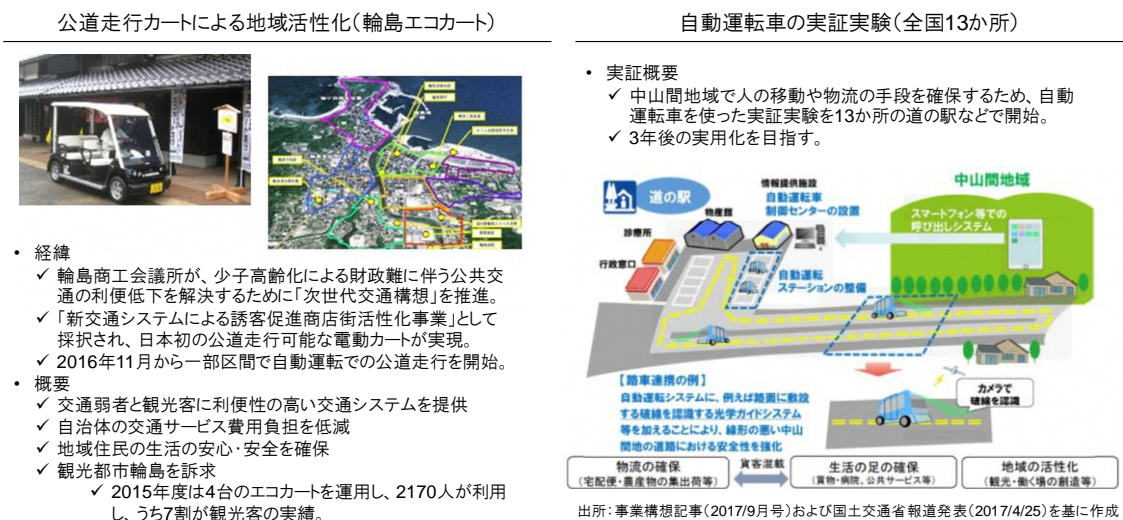 公道走行カートによる地域活性化(輪島エコカート)
• 経緯
✓ 輪島商工会議所が、少子高齢化による財政難に伴う公共交
通の利便低下を解決するために「次世代交通構想」を推進。
✓ 「新交通システムによる誘客促進商店街活性化事業」として
採択され、日本初の公道走行可能な電動カートが実現。
✓ 2016年11月から一部区間で自動運転での公道走行を開始。
• 概要
✓ 交通弱者と観光客に利便性の高い交通システムを提供
✓ 自治体の交通サービス費用負担を低減
✓ 地域住民の生活の安心・安全を確保
✓ 観光都市輪島を訴求
✓ 2015年度は4台のエコカートを運用し、2170人が利用
し、うち7割が観光客の実績。
自動運転車の実証実験(全国13か所)
• 実証概要
✓ 中山間地域で人の移動や物流の手段を確保するため、自動
運転車を使った実証実験を13か所の道の駅などで開始。
✓ 3年後の実用化を目指す。
道の駅
情報提供施設
自動運転車
制御センターの設置
中山間地域
スマートフォン等での
呼び出しシステム
物産館
診療所
行政窓口
自動運転
ステーションの整備
【路車連携の例】
自動運転システムに、例えば路面に敷設
する破線を認識する光学ガイドシステム
等を加えることにより、線形の悪い中山
間地の道路における安全性を強化
カメラで
破線を認識
物流の確保
(宅配便・農産物の集出荷等)
貨客混載
生活の足の確保
(買物・病院、公共サービス等)
地域の活性化
(観光・働く場の創造等)
出所:事業構想記事(2017/9月号)および国土交通省報道発表(2017/4/25)を基に作成